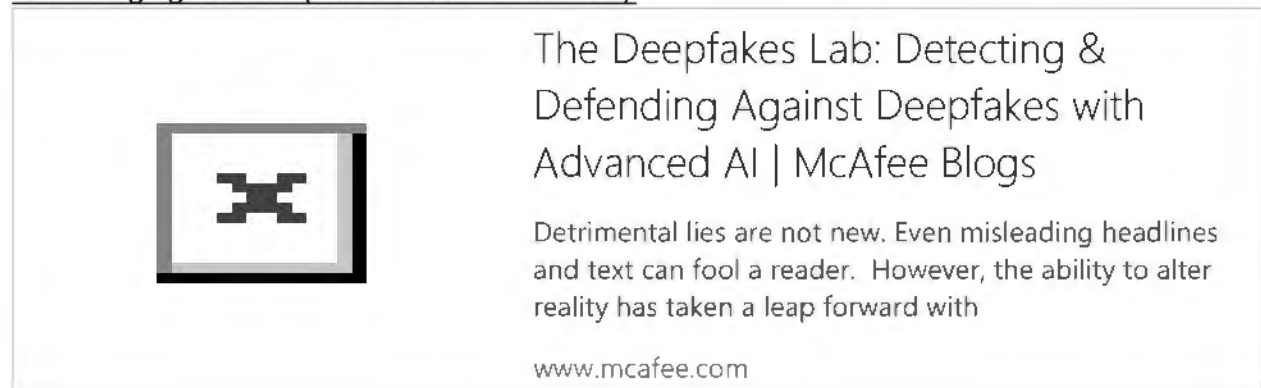 The Deepfakes Lab: Detecting &
Defending Against Deepfakes with
Advanced AI | McAfee Blogs
Detrimental lies are not new. Even misleading headlines
and text can fool a reader.  However, the ability to alter
reality has taken a leap forward with
www.mcafee.com